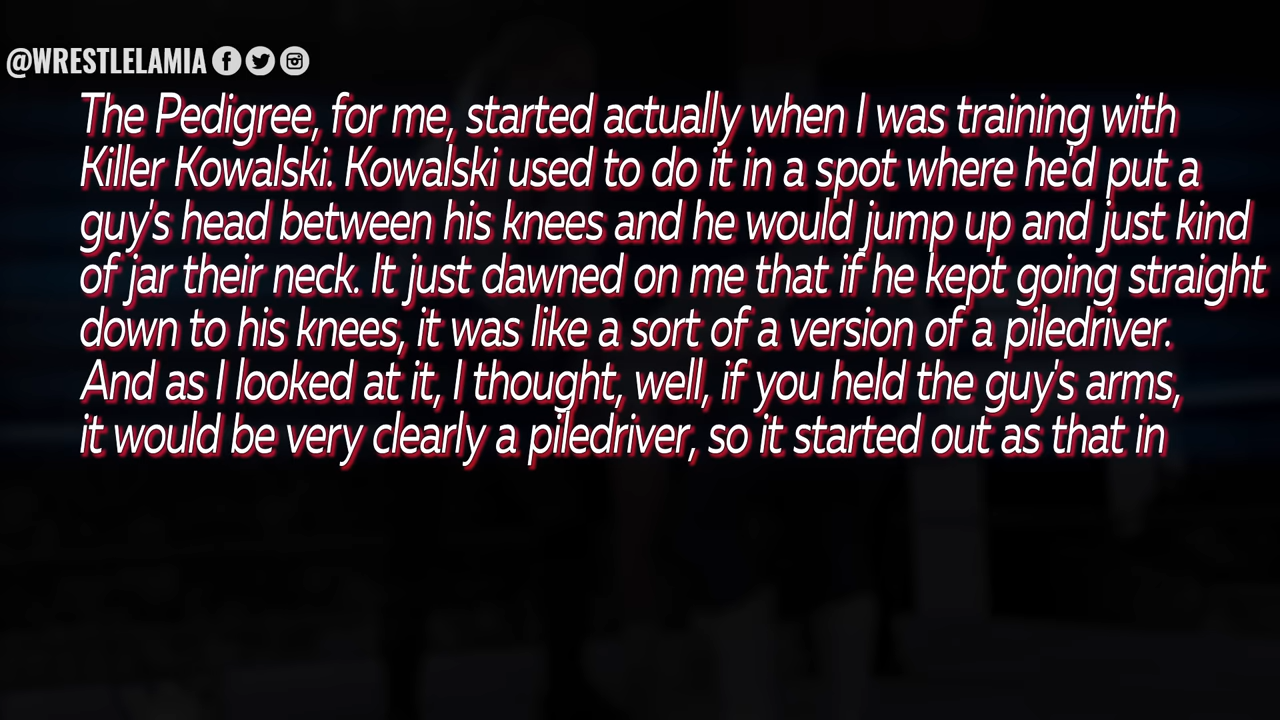 @WRESTLELAMIA
The Pedigree, for me, started actually when I was training with
Killer Kowalski. Kowalski used to do it in a spot where he'd put a
guy's head between his knees and he would jump up and just kind
of jar their neck. It just dawned on me that if he kept going straight
down to his knees, it was like a sort of a version of a piledriver.
And as I looked at it, I thought, well, if you held the guy's arms,
it would be very clearly a piledriver, so it started out as that in